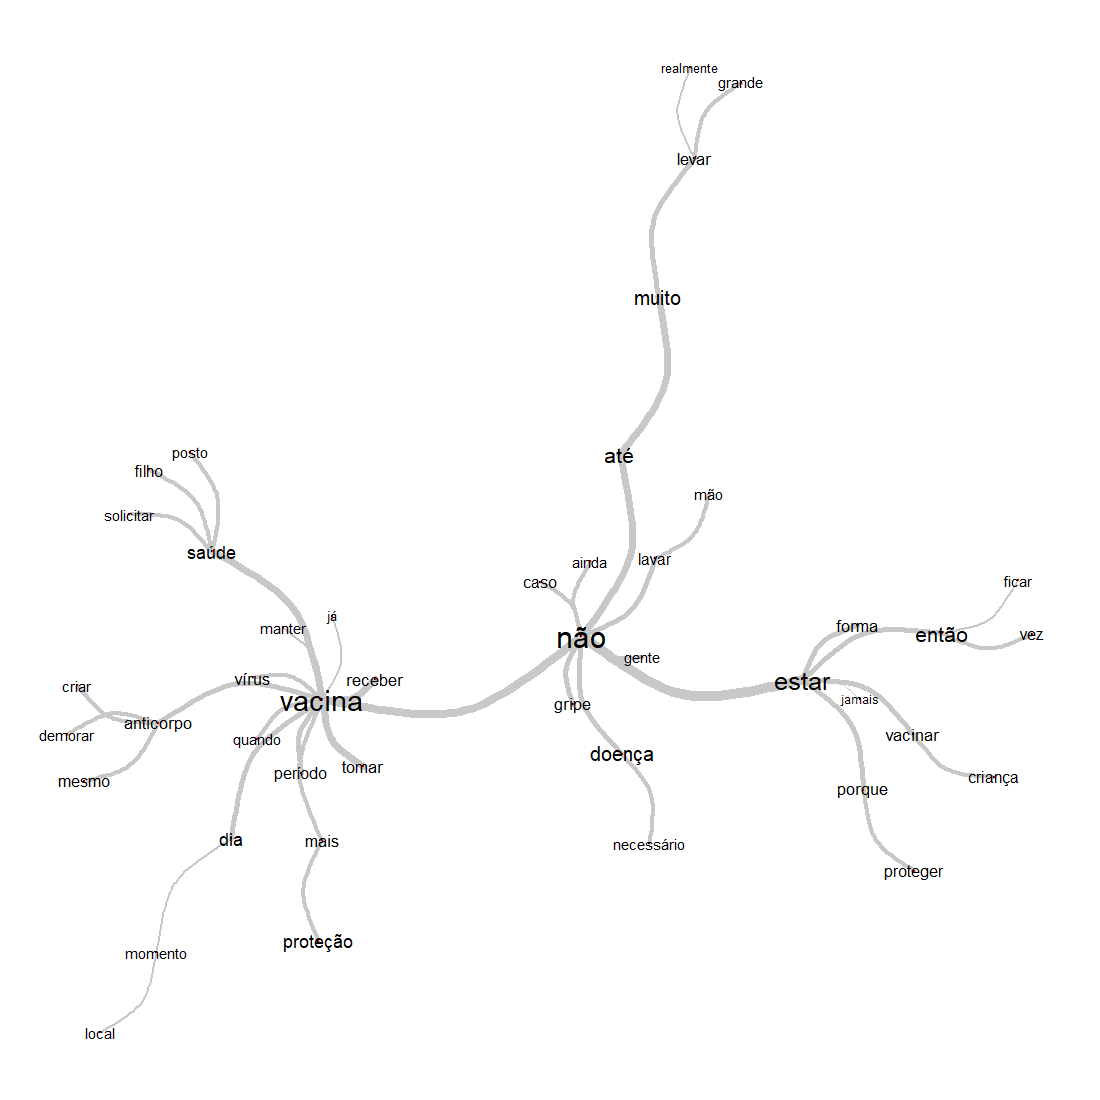 realmente
grande
levar
muito
posto
até
filho
mão
solicitar
saúde
lavar
ainda
caso
ficar
já
manter
forma
vez
não
então
gente
vírus
receber
estar
criar
vacina
jamais
gripe
anticorpo
demorar
quando
vacinar
doença
tomar
período
mesmo
criança
porque
dia
mais
necessário
proteger
proteção
momento
local